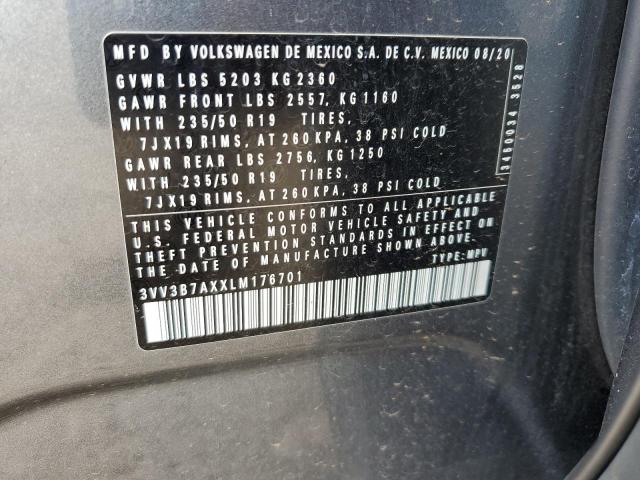 MFD BY VOLKSWAGEN DE MEXICO S.A. DE C.V. MEXICO 08/20
GVWR LBS 5203 KG 2360
GAWR FRONT LBS 2557, KG 1160
WITH 235/50 R19 TIRES,
7JX19 RIMS, AT 260 KPA, 38 PSI COLD
GAWR REAR LBS 2756, KG 1250
WITH 235/50 R19 TIRES,
7JX19 RIMS, AT 260 KPA, 38 PSI COLD
THIS VEHICLE CONFORMS TO ALL APPLICABLE
U.S. FEDERAL MOTOR VEHICLE SAFETY AND
THEFT PREVENTION STANDARDS IN EFFECT ON
THE DATE OF MANUFACTURE SHOWN ABOVE.
TYPE: MPV
3VV3B7AXXLM176701
3450034 3528